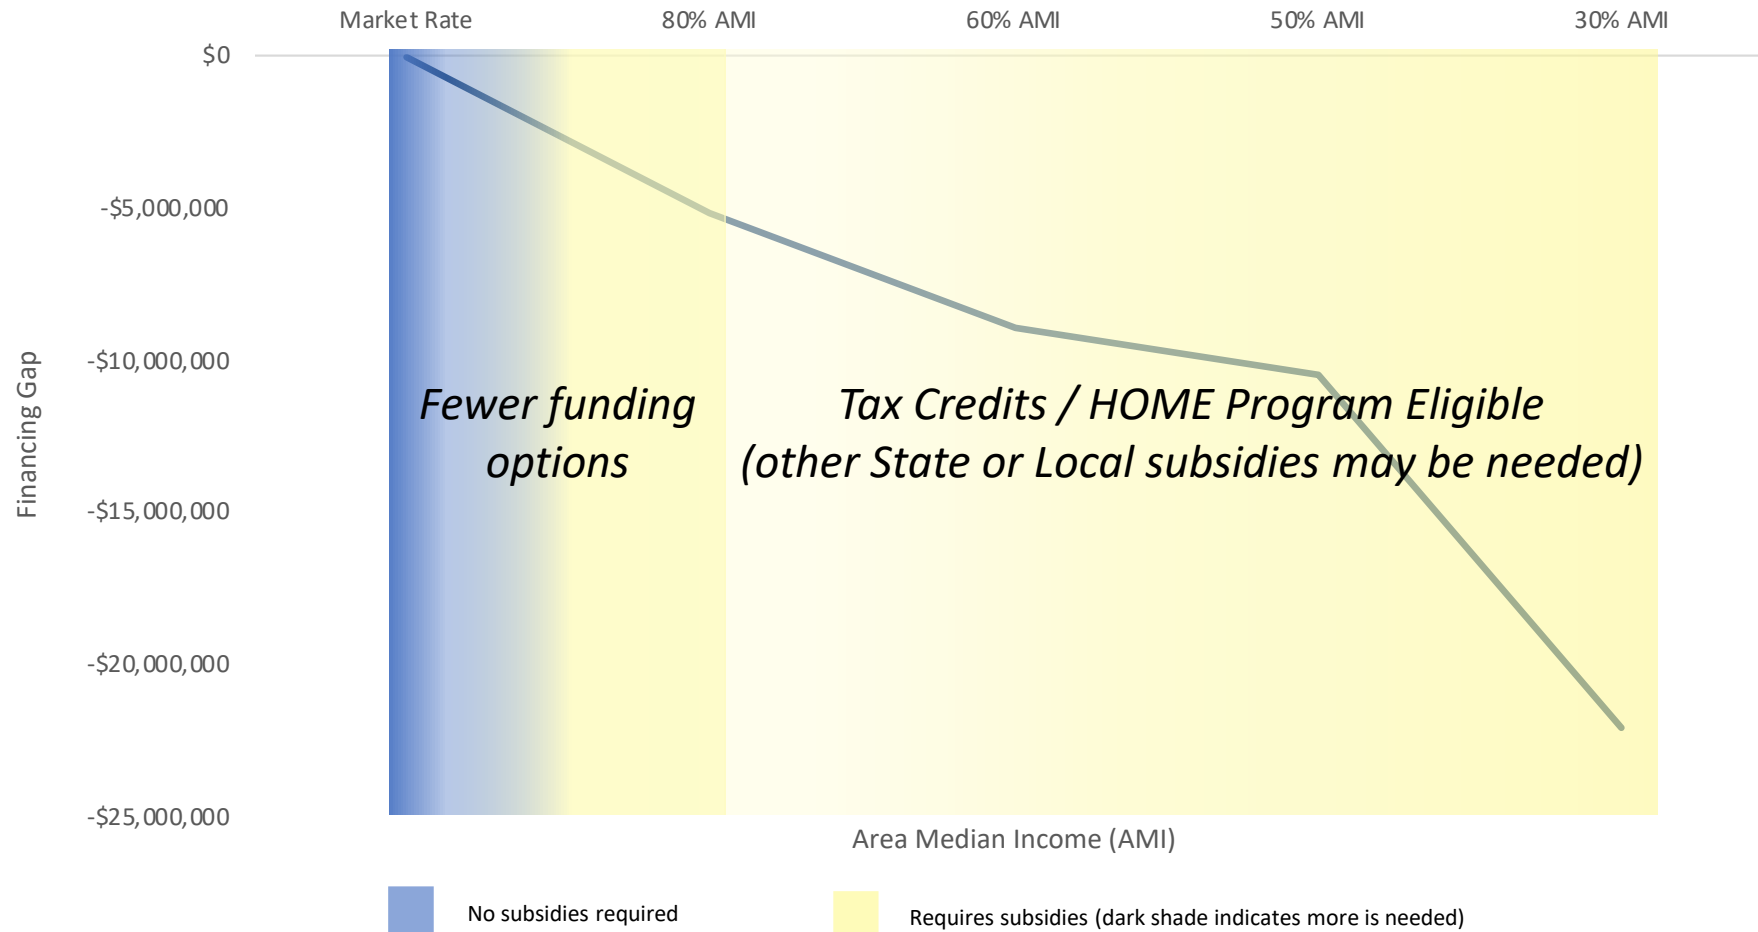 Market Rate
80% AMI
60% AMI
50% AMI
30% AMI
$0
-$5,000,000
-$10,000,000
-$15,000,000
-$20,000,000
-$25,000,000
Financing Gap
Fewer funding
options
Tax Credits / HOME Program Eligible
(other State or Local subsidies may be needed)
Area Median Income (AMI)
No subsidies required
Requires subsidies (dark shade indicates more is needed)